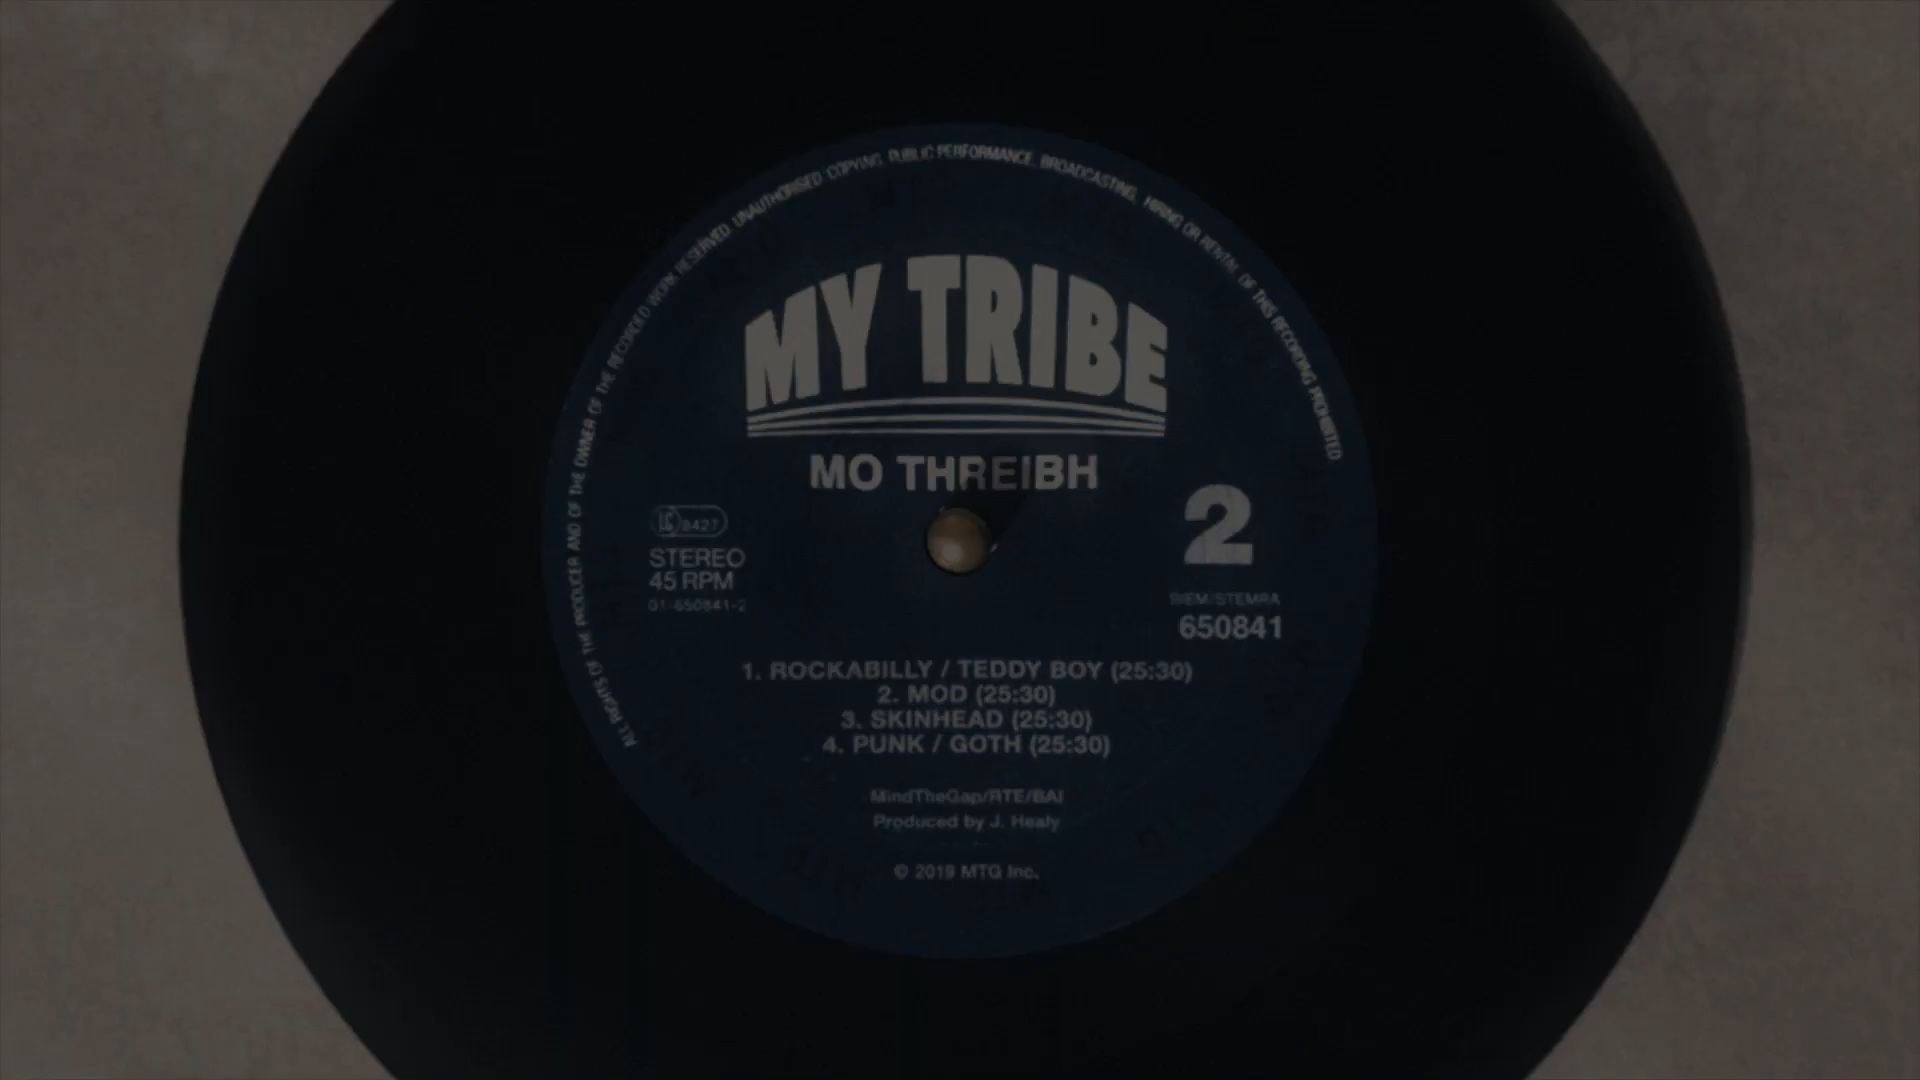 ALL RIGHTS OF THE PRODUCER AND OF THE OWNER OF THE RECORDED WORK RESERVED. UNAUTHORISED COPYING, PUBLIC PERFORMANCE, BROADCASTING, HIRING OR RENTAL OF THIS RECORDING PROHIBITED.
MY TRIBE
MO THREIBH
2
LC 8427
STEREO
45 RPM
01-650841-2
BIEM/STEMRA
650841
1. ROCKABILLY / TEDDY BOY (25:30)
2. MOD (25:30)
3. SKINHEAD (25:30)
4. PUNK / GOTH (25:30)
MindTheGap/RTE/BAI
Produced by J. Healy
© 2019 MTG Inc.